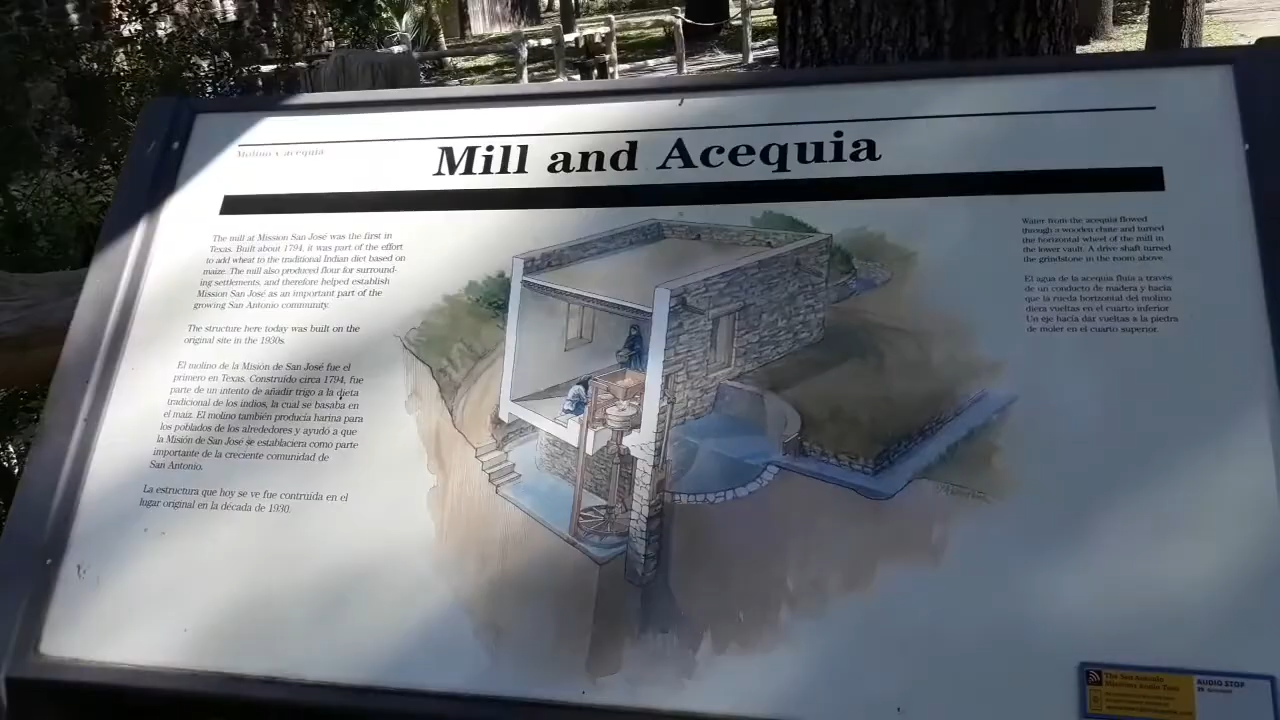 Molino y acequia
Mill and Acequia
The mill at Mission San José was the first in
Texas. Built about 1794, it was part of the effort
to add wheat to the traditional Indian diet based on
maize. The mill also produced flour for surround-
ing settlements, and therefore helped establish
Mission San José as an important part of the
growing San Antonio community.
The structure here today was built on the
original site in the 1930s.
El molino de la Misión de San José fue el
primero en Texas. Construido circa 1794, fue
parte de un intento de añadir trigo a la dieta
tradicional de los indios, la cual se basaba en
el maíz. El molino también producía harina para
los poblados de los alrededores y ayudó a que
la Misión de San José se estableciera como parte
importante de la creciente comunidad de
San Antonio.
La estructura que hoy se ve fue contruida en el
lugar original en la década de 1930.
Water from the acequia flowed
through a wooden chute and turned
the horizontal wheel of the mill in
the lower vault. A drive shaft turned
the grindstone in the room above.
El agua de la acequia fluía a través
de un conducto de madera y hacía
que la rueda horizontal del molino
diera vueltas en el cuarto inferior.
Un eje hacía dar vueltas a la piedra
de moler en el cuarto superior.
The San Antonio
Missions Audio Tour
AUDIO STOP